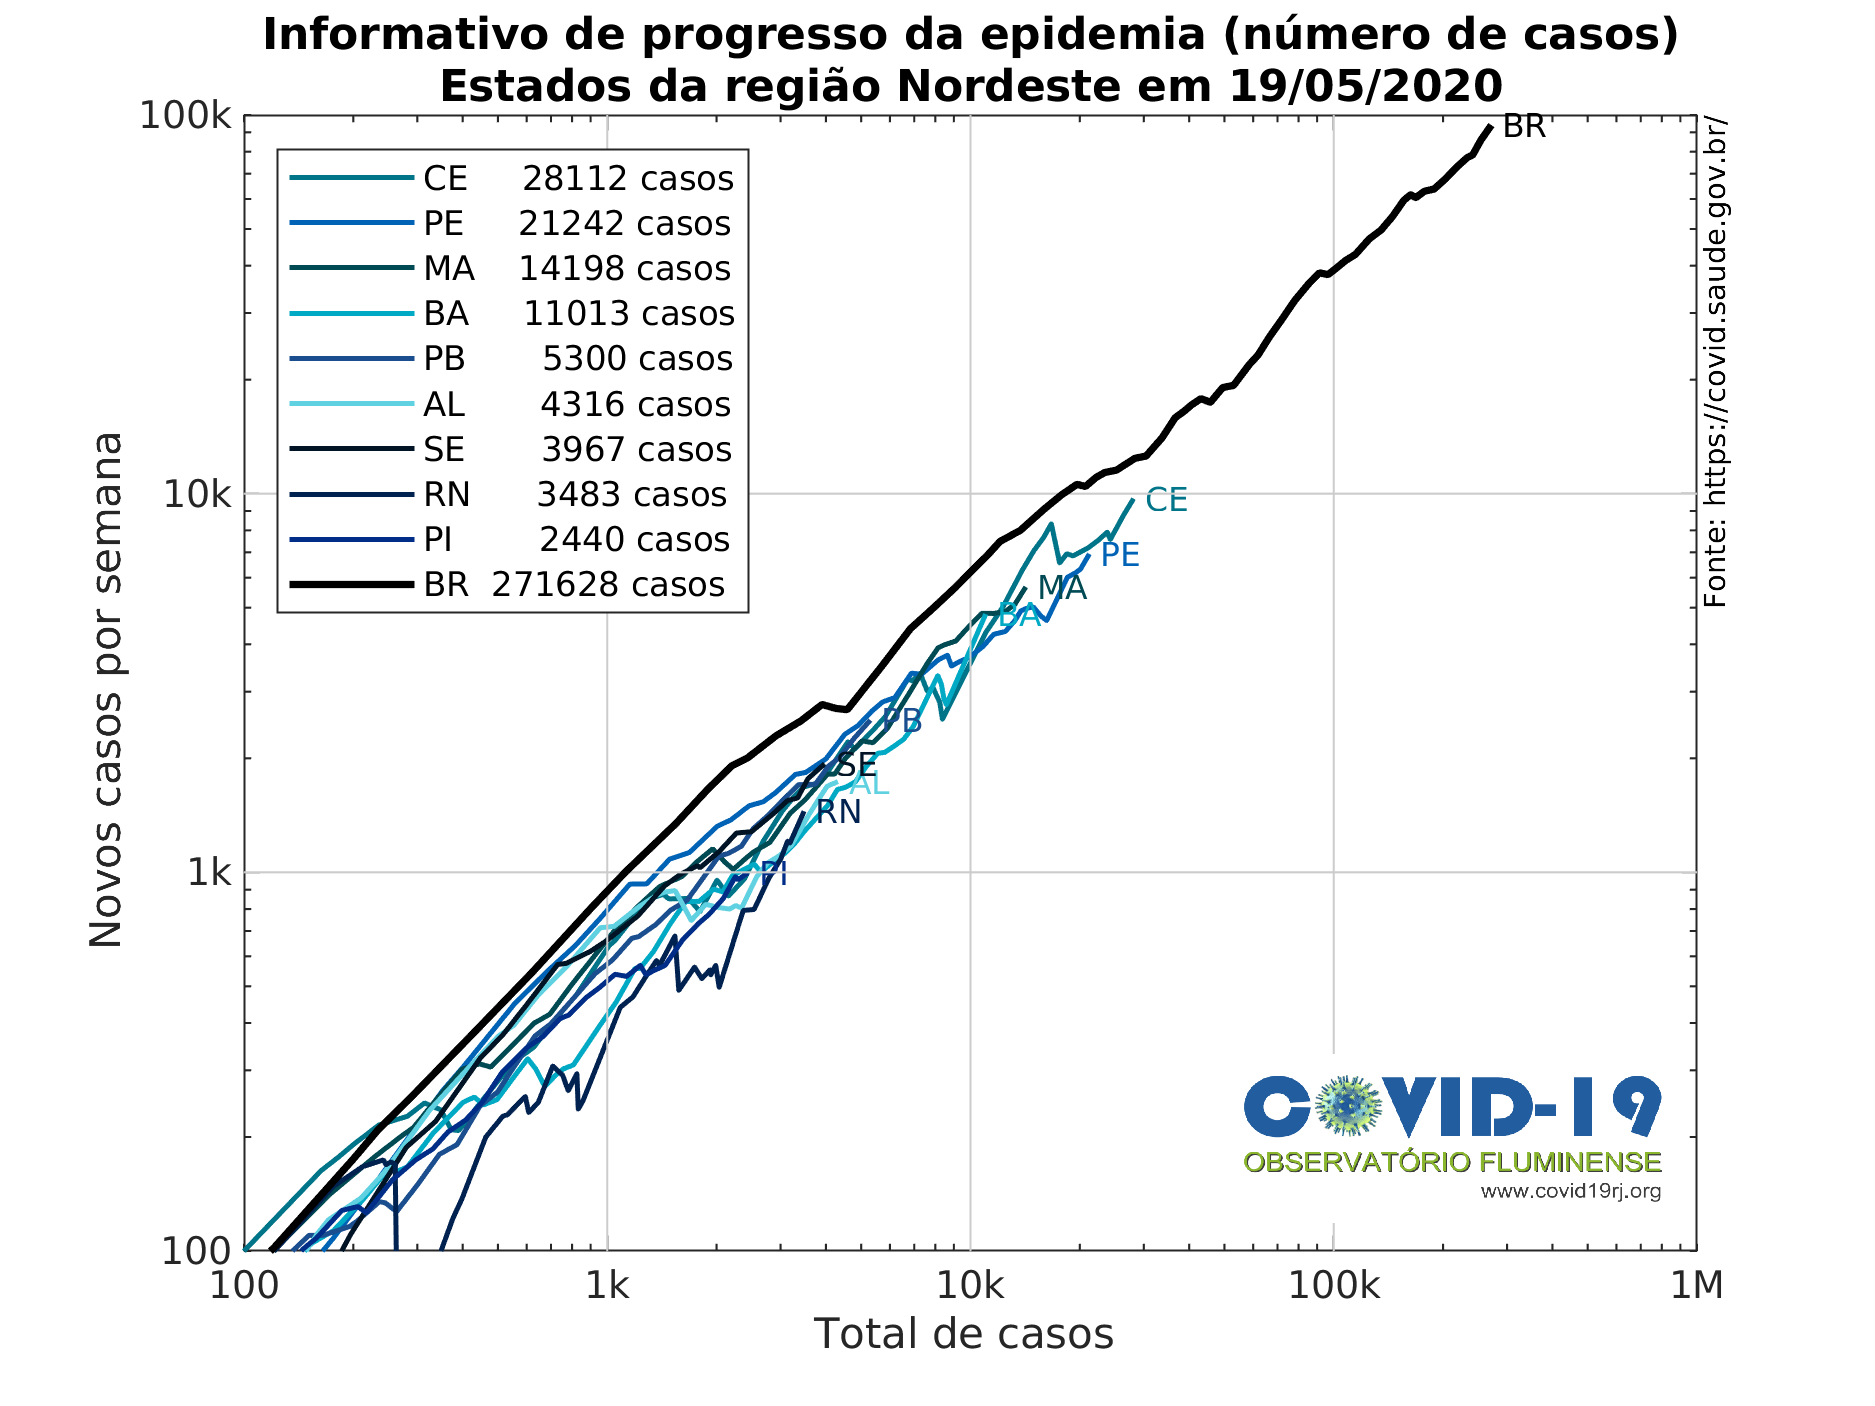 Informativo de progresso da epidemia (número de casos)
Estados da região Nordeste em 19/05/2020
100k
10k
1k
100
Novos casos por semana
CE 28112 casos
PE 21242 casos
MA 14198 casos
BA 11013 casos
PB 5300 casos
AL 4316 casos
SE 3967 casos
RN 3483 casos
PI 2440 casos
BR 271628 casos
BR
CE
PE
MA
BA
PB
SE
AL
RN
PI
Fonte: https://covid.saude.gov.br/
COVID-19
OBSERVATÓRIO FLUMINENSE
www.covid19rj.org
100
1k
10k
100k
1M
Total de casos